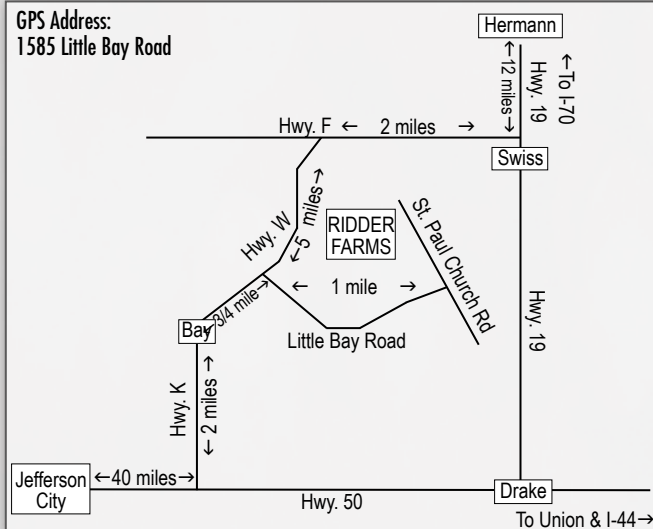 GPS Address:
1585 Little Bay Road
Hermann
←12 miles→
Hwy. 19
←To I-70
Hwy. F ← 2 miles →
Swiss
Hwy. W
←5 miles→
RIDDER
FARMS
St. Paul Church Rd
← 1 mile →
Hwy. 19
Bay
3/4 mile→
Little Bay Road
Hwy. K
← 2 miles →
Jefferson
City
←40 miles→
Hwy. 50
Drake
To Union & I-44→